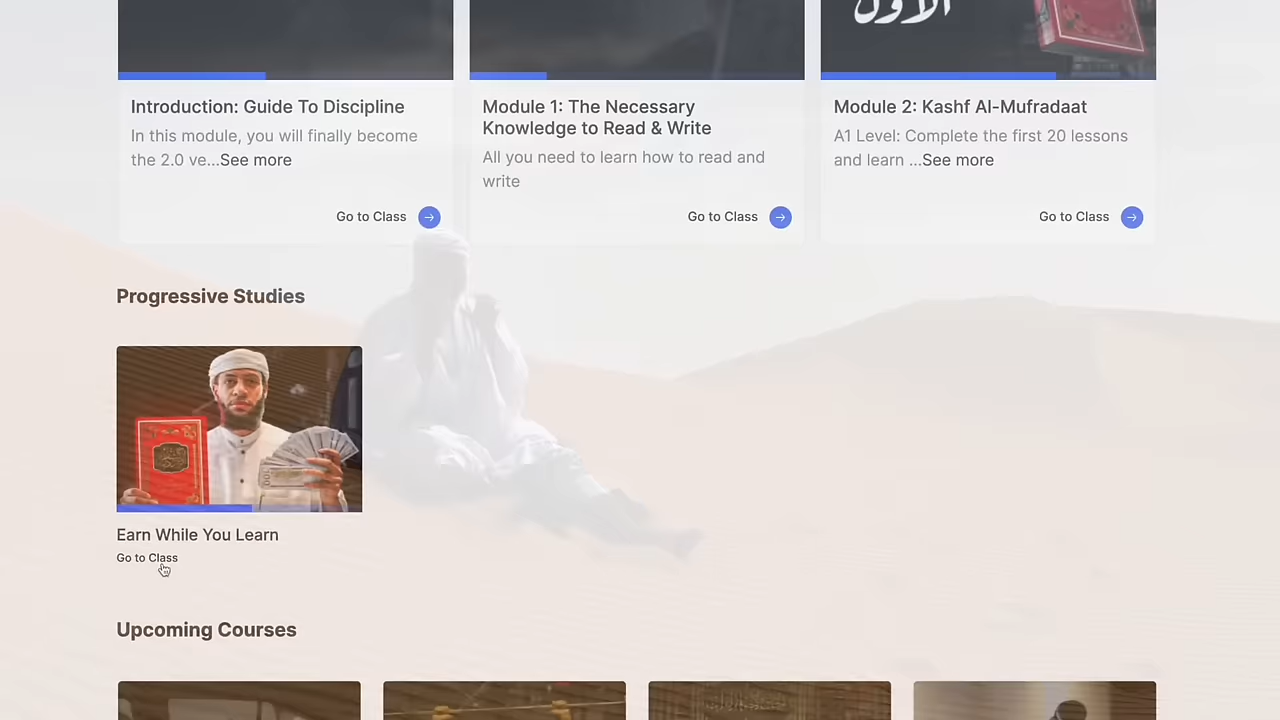 الأول
Introduction: Guide To Discipline
In this module, you will finally become
the 2.0 ve...See more
Go to Class
Module 1: The Necessary
Knowledge to Read & Write
All you need to learn how to read and
write
Go to Class
Module 2: Kashf Al-Mufradaat
A1 Level: Complete the first 20 lessons
and learn ...See more
Go to Class
Progressive Studies
Earn While You Learn
Go to Class
Upcoming Courses